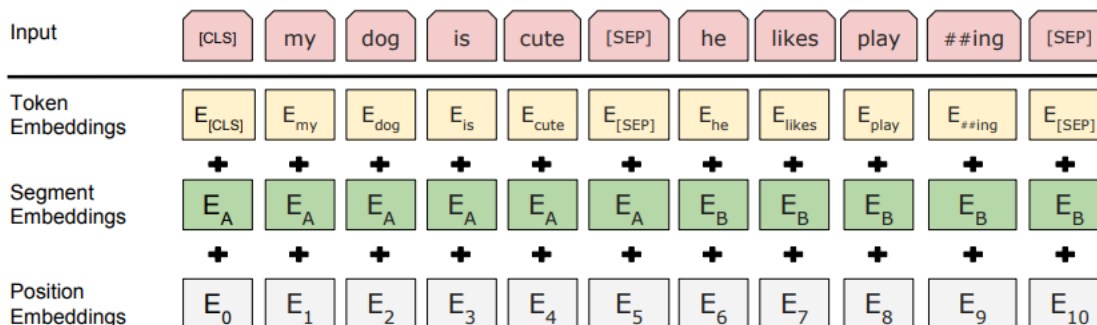 Input [CLS] my dog is cute [SEP] he likes play ##ing [SEP]
Token Embeddings E[CLS] Emy Edog Eis Ecute E[SEP] Ehe Elikes Eplay E##ing E[SEP]
+ + + + + + + + + + +
Segment Embeddings EA EA EA EA EA EA EB EB EB EB EB
+ + + + + + + + + + +
Position Embeddings E0 E1 E2 E3 E4 E5 E6 E7 E8 E9 E10